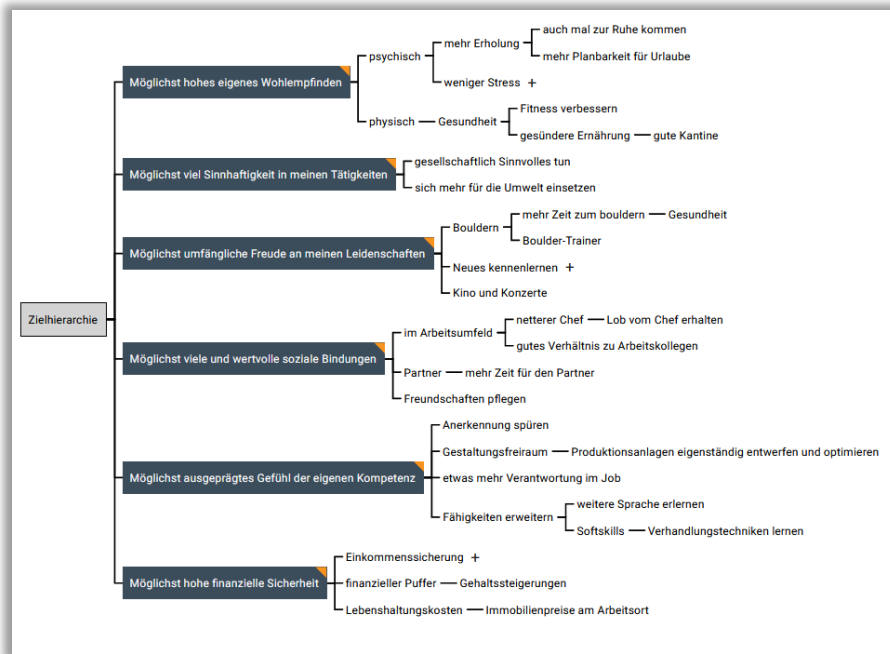 auch mal zur Ruhe kommen
mehr Erholung
psychisch
mehr Planbarkeit für Urlaube
Möglichst hohes eigenes Wohlempfinden
weniger Stress +
Fitness verbessern
physisch
Gesundheit
gesündere Ernährung
gute Kantine
gesellschaftlich Sinnvolles tun
Möglichst viel Sinnhaftigkeit in meinen Tätigkeiten
sich mehr für die Umwelt einsetzen
mehr Zeit zum bouldern
Gesundheit
Bouldern
Boulder-Trainer
Möglichst umfängliche Freude an meinen Leidenschaften
Neues kennenlernen +
Kino und Konzerte
Zielhierarchie
netterer Chef
Lob vom Chef erhalten
im Arbeitsumfeld
gutes Verhältnis zu Arbeitskollegen
Möglichst viele und wertvolle soziale Bindungen
Partner
mehr Zeit für den Partner
Freundschaften pflegen
Anerkennung spüren
Gestaltungsfreiraum
Produktionsanlagen eigenständig entwerfen und optimieren
Möglichst ausgeprägtes Gefühl der eigenen Kompetenz
etwas mehr Verantwortung im Job
weitere Sprache erlernen
Fähigkeiten erweitern
Softskills
Verhandlungstechniken lernen
Einkommenssicherung +
Möglichst hohe finanzielle Sicherheit
finanzieller Puffer
Gehaltssteigerungen
Lebenshaltungskosten
Immobilienpreise am Arbeitsort